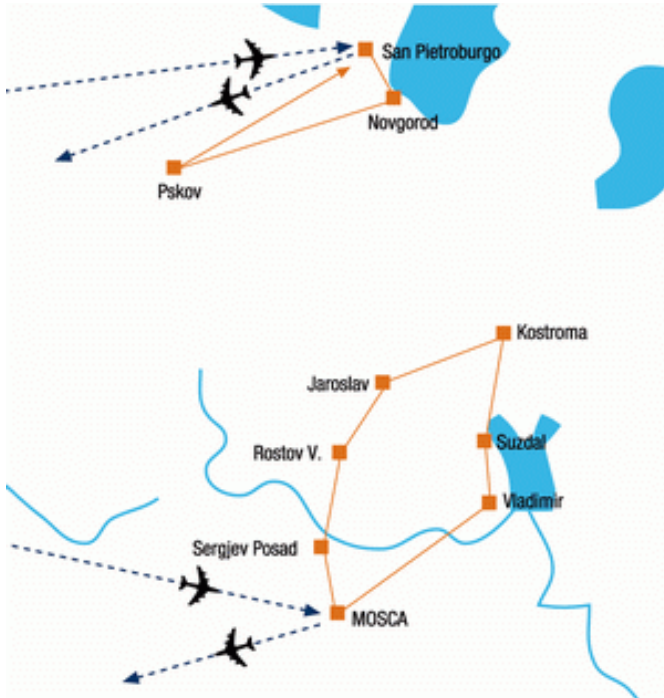 San Pietroburgo
Novgorod
Pskov
Kostroma
Jaroslav
Suzdal
Rostov V.
Vladimir
Sergjev Posad
MOSCA